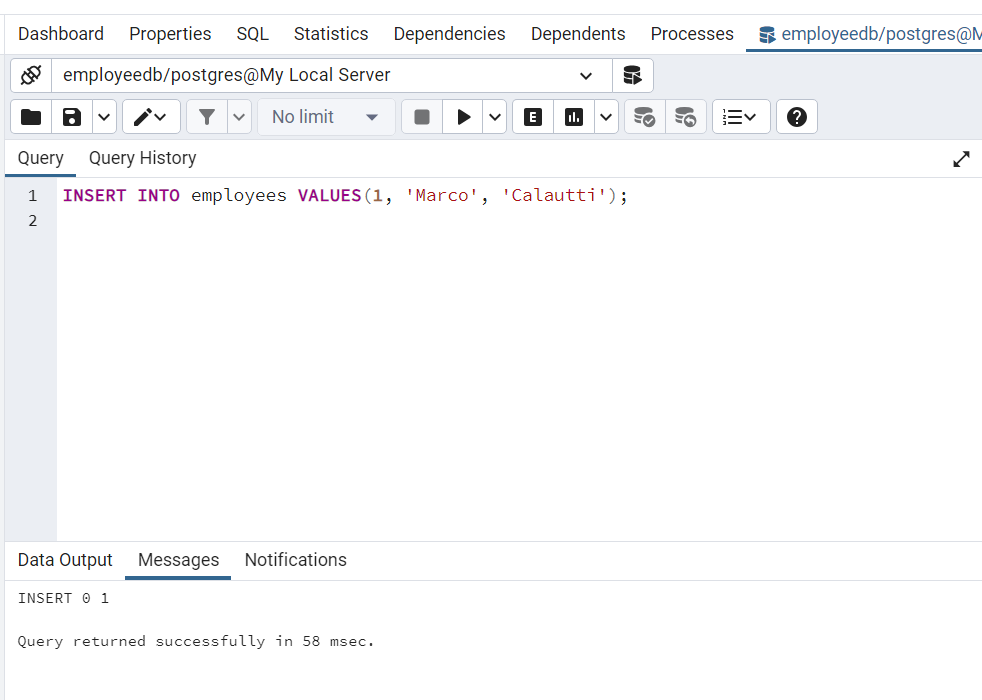 Dashboard Properties SQL Statistics Dependencies Dependents Processes employeedb/postgres@M
employeedb/postgres@My Local Server
No limit E ?
Query Query History
1 INSERT INTO employees VALUES(1, 'Marco', 'Calautti');
2
Data Output Messages Notifications
INSERT 0 1
Query returned successfully in 58 msec.